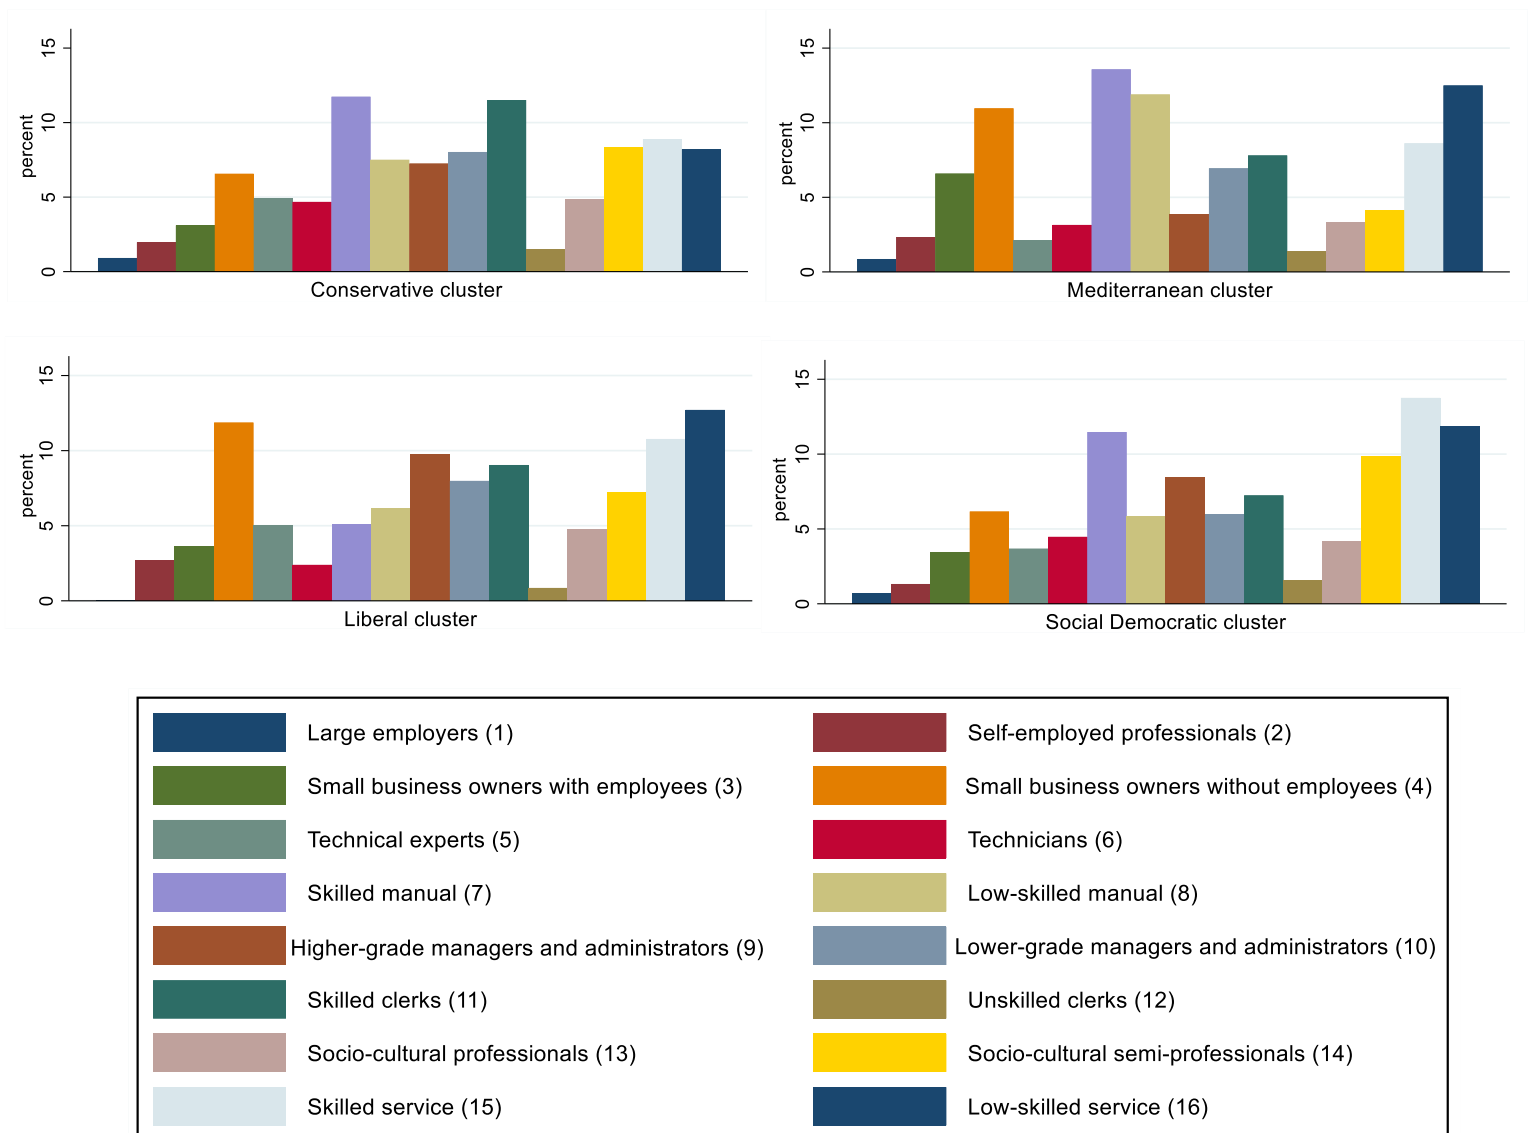 15
10
5
0
percent
Conservative cluster
15
10
5
0
percent
Mediterranean cluster
15
10
5
0
percent
Liberal cluster
15
10
5
0
percent
Social Democratic cluster
Large employers (1)
Self-employed professionals (2)
Small business owners with employees (3)
Small business owners without employees (4)
Technical experts (5)
Technicians (6)
Skilled manual (7)
Low-skilled manual (8)
Higher-grade managers and administrators (9)
Lower-grade managers and administrators (10)
Skilled clerks (11)
Unskilled clerks (12)
Socio-cultural professionals (13)
Socio-cultural semi-professionals (14)
Skilled service (15)
Low-skilled service (16)